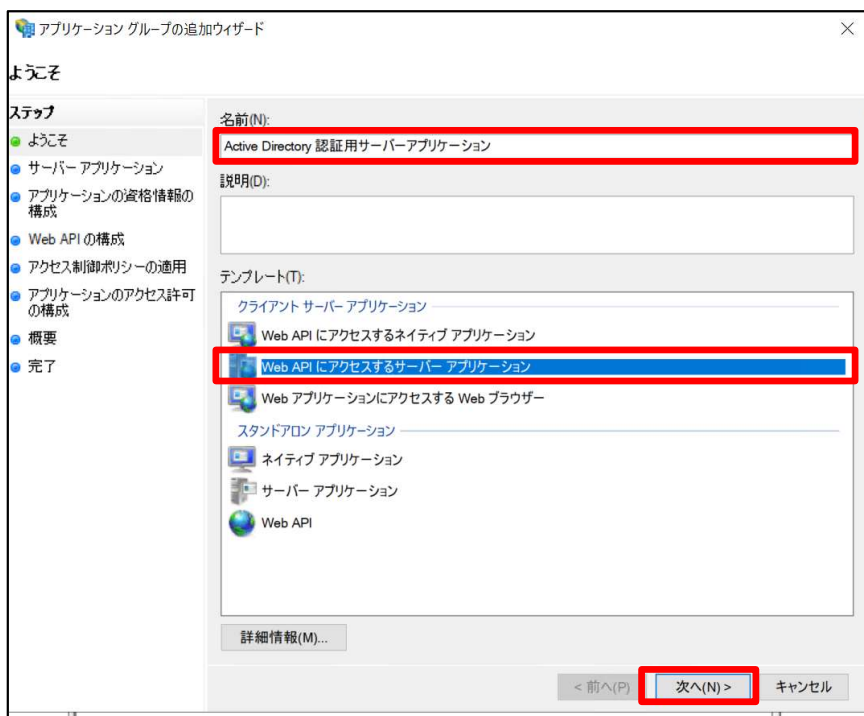 アプリケーション グループの追加ウィザード
ようこそ
ステップ
ようこそ
サーバー アプリケーション
アプリケーションの資格情報の
構成
Web API の構成
アクセス制御ポリシーの適用
アプリケーションのアクセス許可
の構成
概要
完了
名前(N):
Active Directory 認証用サーバーアプリケーション
説明(D):
テンプレート(T):
クライアント サーバー アプリケーション
Web API にアクセスするネイティブ アプリケーション
Web API にアクセスするサーバー アプリケーション
Web アプリケーションにアクセスする Web ブラウザー
スタンドアロン アプリケーション
ネイティブ アプリケーション
サーバー アプリケーション
Web API
詳細情報(M)...
< 前へ(P)
次へ(N) >
キャンセル